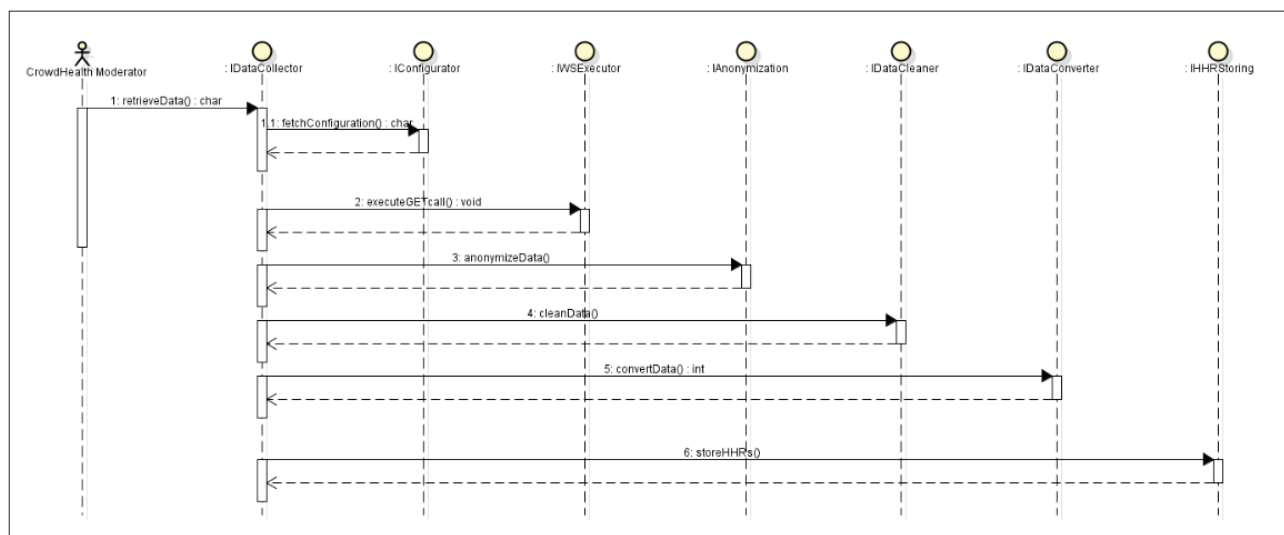 CrowdHealth Moderator
: IDataCollector
: IConfigurator
: IWSExecutor
: IAnonymization
: IDataCleaner
: IDataConverter
: IHHRStoring
1: retrieveData() : char
1.1: fetchConfiguration() : char
2: executeGETcall() : void
3: anonymizeData()
4: cleanData()
5: convertData() : int
6: storeHHRs()